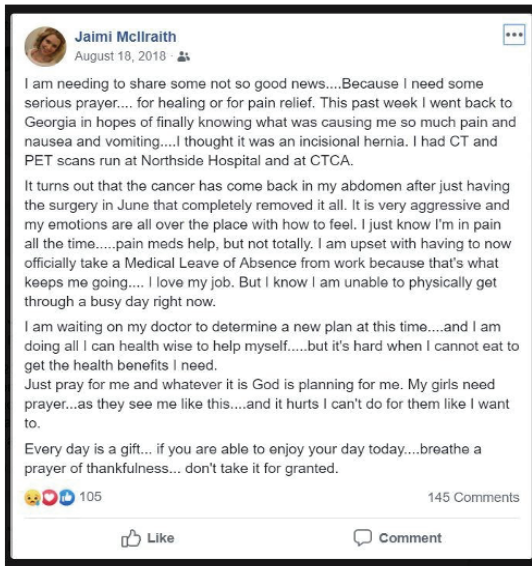 Jaimi McIlraith
August 18, 2018
I am needing to share some not so good news....Because I need some
serious prayer.... for healing or for pain relief. This past week I went back to
Georgia in hopes of finally knowing what was causing me so much pain and
nausea and vomiting....I thought it was an incisional hernia. I had CT and
PET scans run at Northside Hospital and at CTCA.
It turns out that the cancer has come back in my abdomen after just having
the surgery in June that completely removed it all. It is very aggressive and
my emotions are all over the place with how to feel. I just know I'm in pain
all the time.....pain meds help, but not totally. I am upset with having to now
officially take a Medical Leave of Absence from work because that's what
keeps me going.... I love my job. But I know I am unable to physically get
through a busy day right now.
I am waiting on my doctor to determine a new plan at this time....and I am
doing all I can health wise to help myself.....but it's hard when I cannot eat to
get the health benefits I need.
Just pray for me and whatever it is God is planning for me. My girls need
prayer...as they see me like this....and it hurts I can't do for them like I want
to.
Every day is a gift... if you are able to enjoy your day today....breathe a
prayer of thankfulness... don't take it for granted.
105 145 Comments
Like Comment